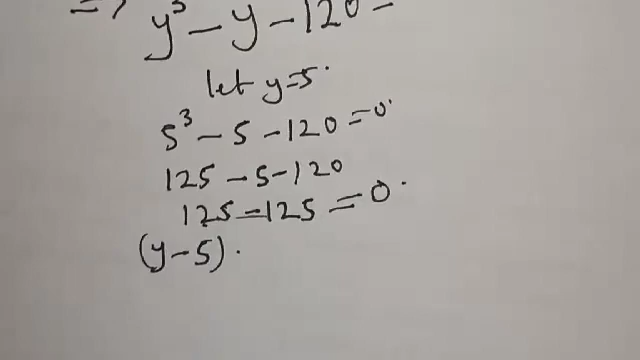 => y³ - y - 120 =
let y=5.
5³ - 5 - 120 = 0.
125 - 5 - 120
125 - 125 = 0.
(y - 5).